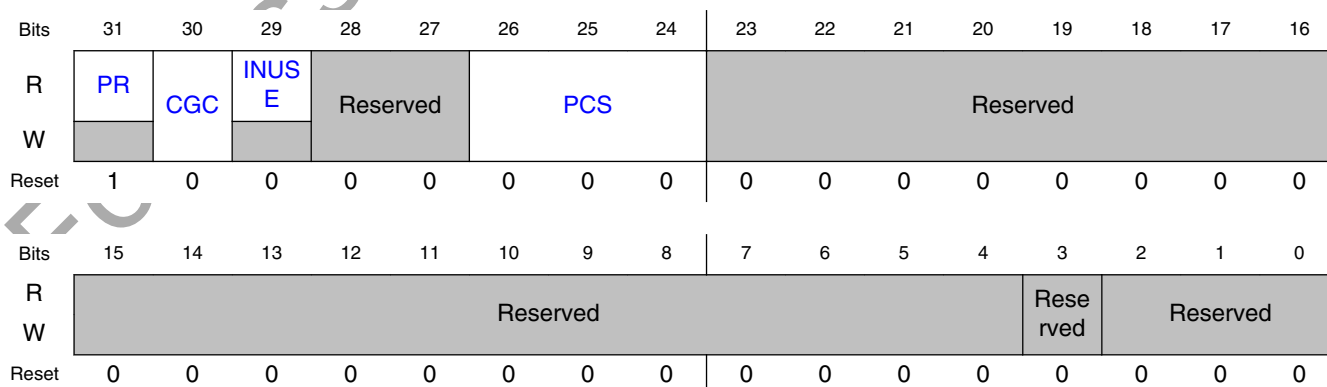 Bits 31 30 29 28 27 26 25 24 23 22 21 20 19 18 17 16
R PR CGC INUS E Reserved PCS Reserved
W
Reset 1 0 0 0 0 0 0 0 0 0 0 0 0 0 0 0
Bits 15 14 13 12 11 10 9 8 7 6 5 4 3 2 1 0
R Reserved Rese rved Reserved
W
Reset 0 0 0 0 0 0 0 0 0 0 0 0 0 0 0 0